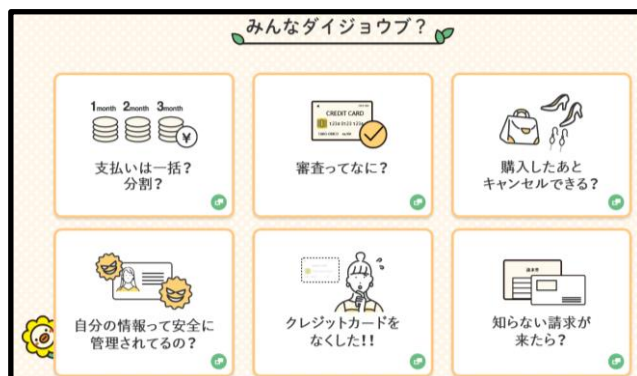 みんなダイジョウブ？
1month 2month 3month
¥
支払いは一括？
分割？
CREDIT CARD
審査ってなに？
購入したあと
キャンセルできる？
自分の情報って安全に
管理されてるの？
クレジットカードを
なくした!!
請求書
知らない請求が
来たら？